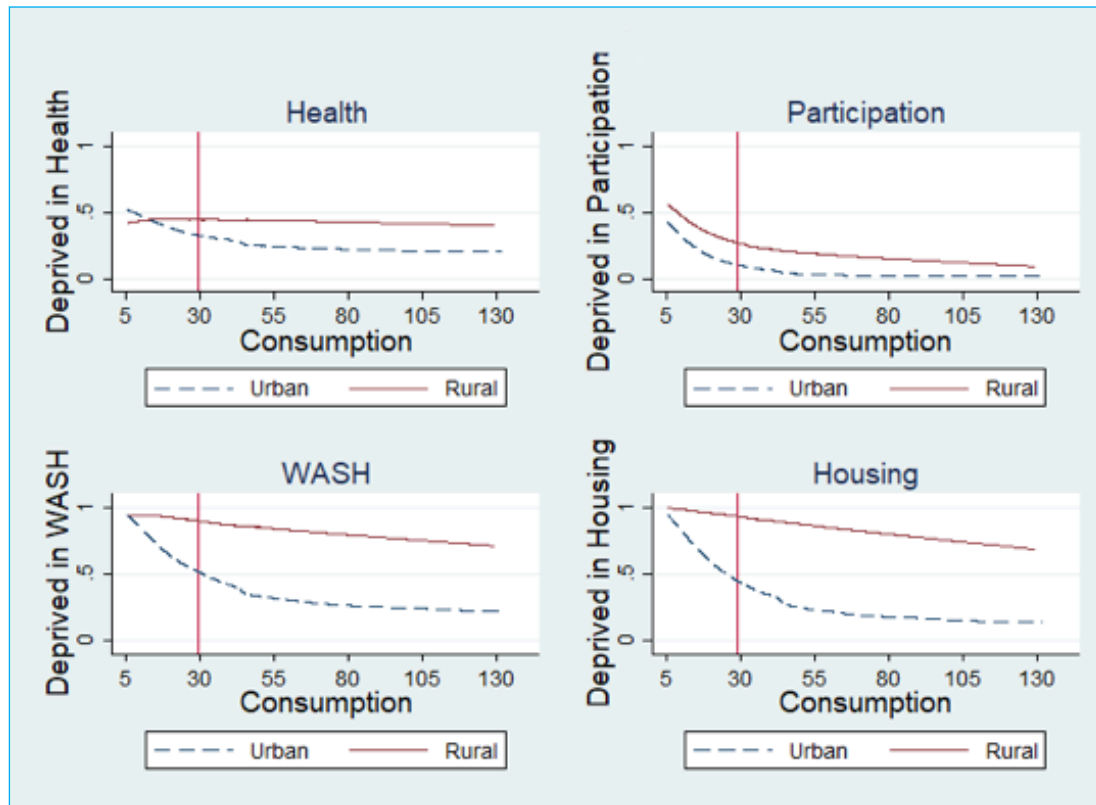 Health
Deprived in Health
1
.5
0
5 30 55 80 105 130
Consumption
Urban Rural
Participation
Deprived in Participation
1
.5
0
5 30 55 80 105 130
Consumption
Urban Rural
WASH
Deprived in WASH
1
.5
0
5 30 55 80 105 130
Consumption
Urban Rural
Housing
Deprived in Housing
1
.5
0
5 30 55 80 105 130
Consumption
Urban Rural